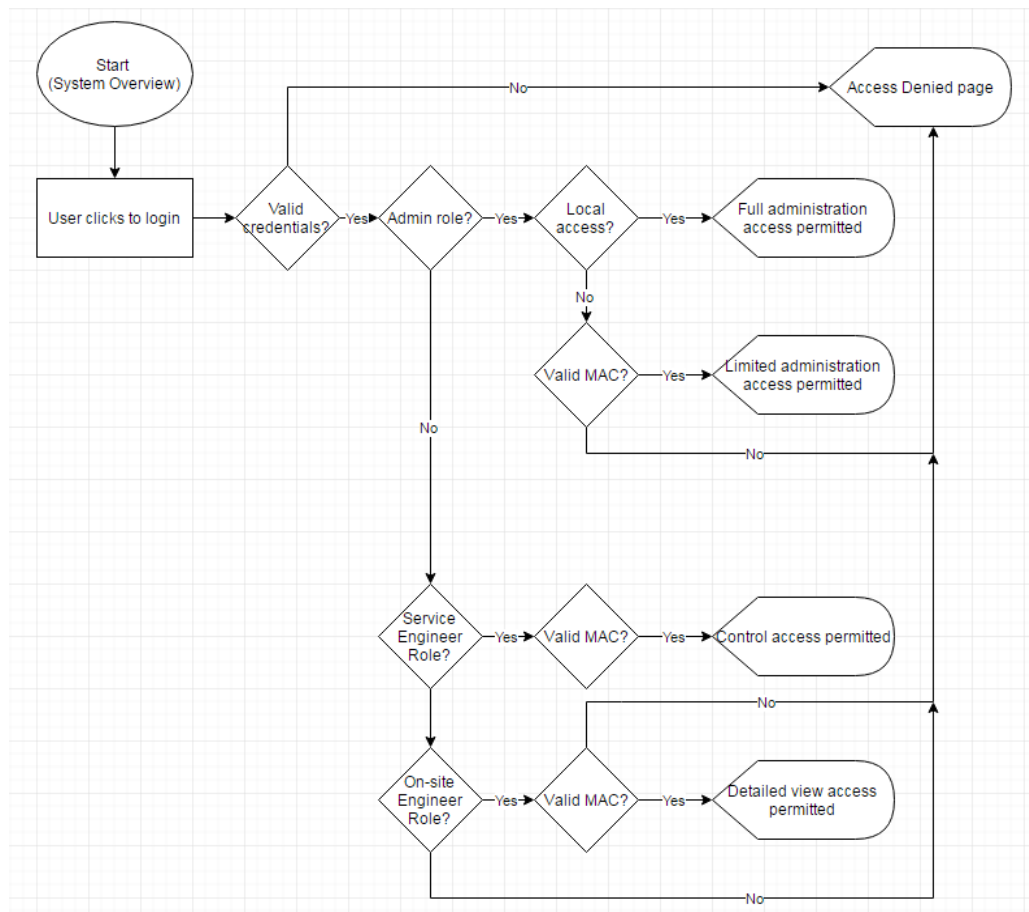 Start
(System Overview)
No
Access Denied page
User clicks to login
Valid
credentials?
Yes
Admin role?
Yes
Local
access?
Yes
Full administration
access permitted
No
Valid MAC?
Yes
Limited administration
access permitted
No
No
Service
Engineer
Role?
Yes
Valid MAC?
Yes
Control access permitted
No
On-site
Engineer
Role?
Yes
Valid MAC?
Yes
Detailed view access
permitted
No